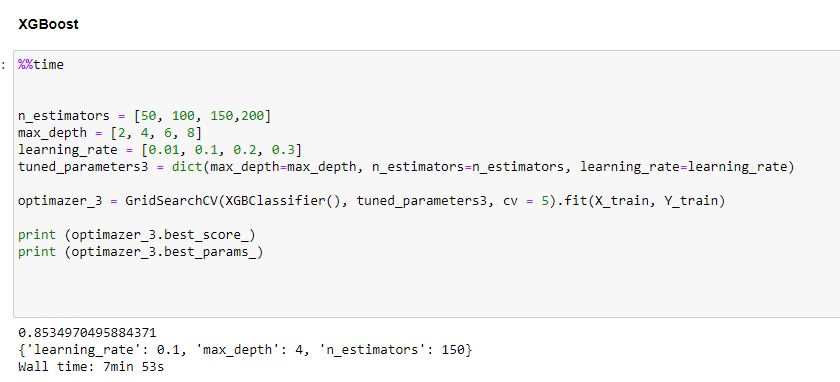 XGBoost
:
%%time
n_estimators = [50, 100, 150,200]
max_depth = [2, 4, 6, 8]
learning_rate = [0.01, 0.1, 0.2, 0.3]
tuned_parameters3 = dict(max_depth=max_depth, n_estimators=n_estimators, learning_rate=learning_rate)
optimazer_3 = GridSearchCV(XGBClassifier(), tuned_parameters3, cv = 5).fit(X_train, Y_train)
print (optimazer_3.best_score_)
print (optimazer_3.best_params_)
0.8534970495884371
{'learning_rate': 0.1, 'max_depth': 4, 'n_estimators': 150}
Wall time: 7min 53s